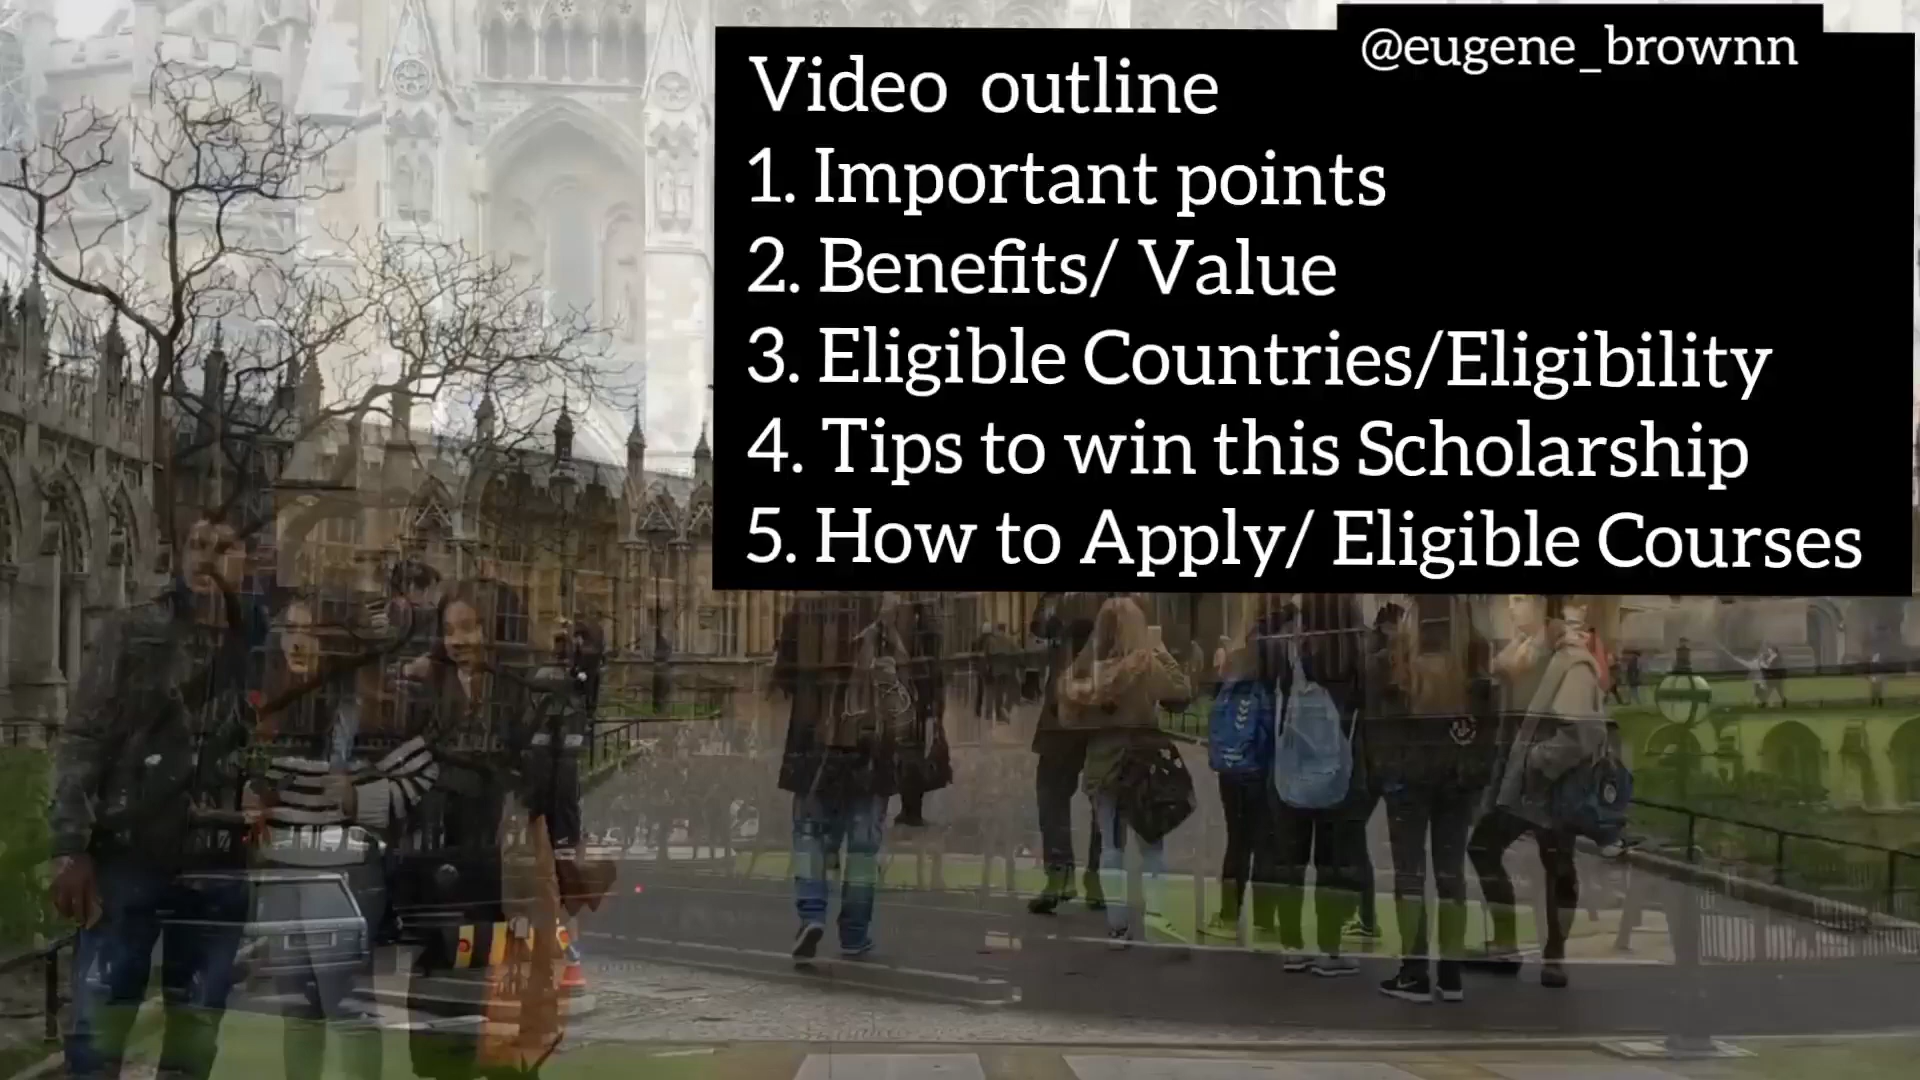 @eugene_brownn
Video outline
1. Important points
2. Benefits/ Value
3. Eligible Countries/Eligibility
4. Tips to win this Scholarship
5. How to Apply/ Eligible Courses